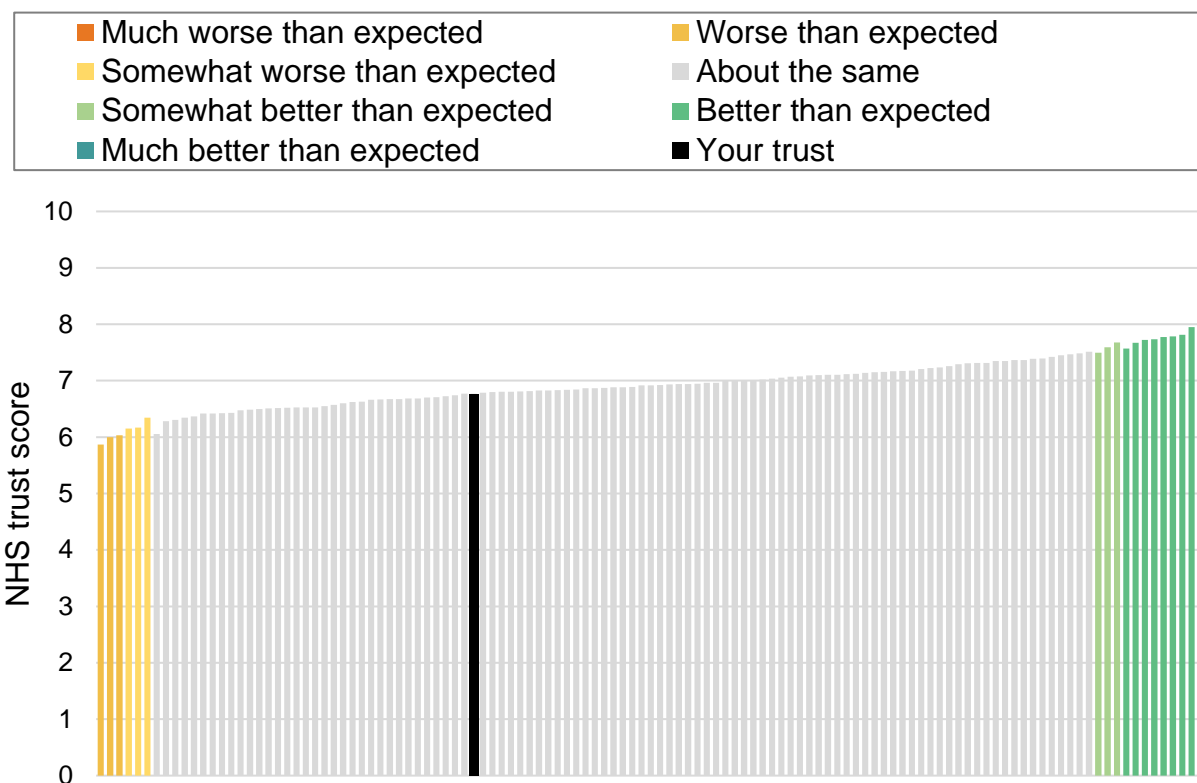 Much worse than expected Worse than expected
Somewhat worse than expected About the same
Somewhat better than expected Better than expected
Much better than expected Your trust
10
9
8
7
6
5
4
3
2
1
0
NHS trust score